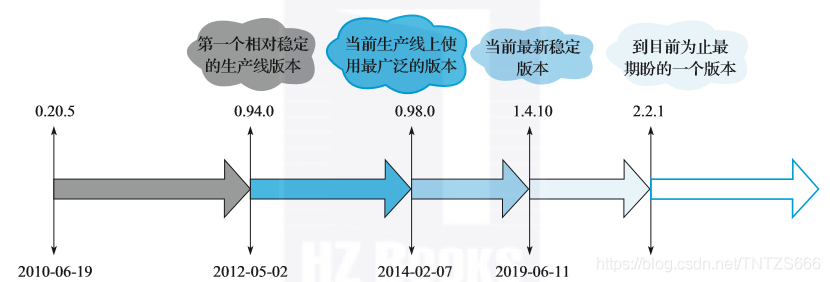 第一个相对稳定
的生产线版本
当前生产线上使
用最广泛的版本
当前最新稳定
版本
到目前为止最
期盼的一个版本
0.20.5
0.94.0
0.98.0
1.4.10
2.2.1
2010-06-19
2012-05-02
2014-02-07
2019-06-11
HZ BOOKS
https://blog.csdn.net/TNTZS666